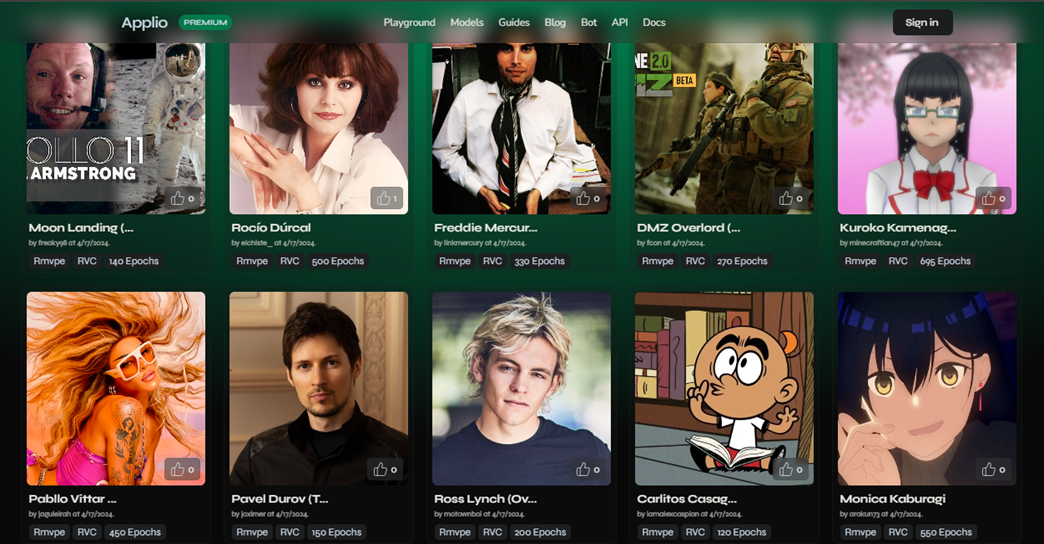 Applio PREMIUM Playground Models Guides Blog Bot API Docs Sign in
OLLO 11
ARMSTRONG
NE 2.0
MZ BETA
0 1 0 0 0
Moon Landing (... Rocío Dúrcal Freddie Mercur... DMZ Overlord (... Kuroko Kamenag...
by freaky98 at 4/17/2024. by elchiste_ at 4/17/2024. by linkmercury at 4/17/2024. by fcon at 4/17/2024. by minecraftian47 at 4/17/2024.
Rmvpe RVC 140 Epochs Rmvpe RVC 500 Epochs Rmvpe RVC 330 Epochs Rmvpe RVC 270 Epochs Rmvpe RVC 695 Epochs
0 0 0 0 0
Pabllo Vittar ... Pavel Durov (T... Ross Lynch (Ov... Carlitos Casag... Monica Kaburagi
by jaguleirah at 4/17/2024. by joximer at 4/17/2024. by motownboi at 4/17/2024. by iamalexcaspian at 4/17/2024. by arakun73 at 4/17/2024.
Rmvpe RVC 450 Epochs Rmvpe RVC 150 Epochs Rmvpe RVC 200 Epochs Rmvpe RVC 120 Epochs Rmvpe RVC 550 Epochs